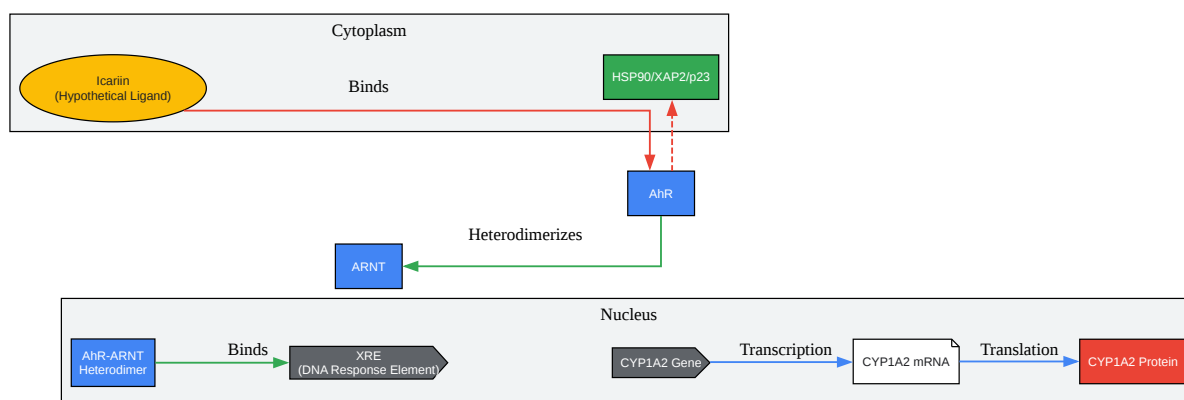 Cytoplasm
Icariin
(Hypothetical Ligand)
Binds
HSP90/XAP2/p23
AhR
Heterodimerizes
ARNT
Nucleus
AhR-ARNT
Heterodimer
Binds
XRE
(DNA Response Element)
CYP1A2 Gene
Transcription
CYP1A2 mRNA
Translation
CYP1A2 Protein